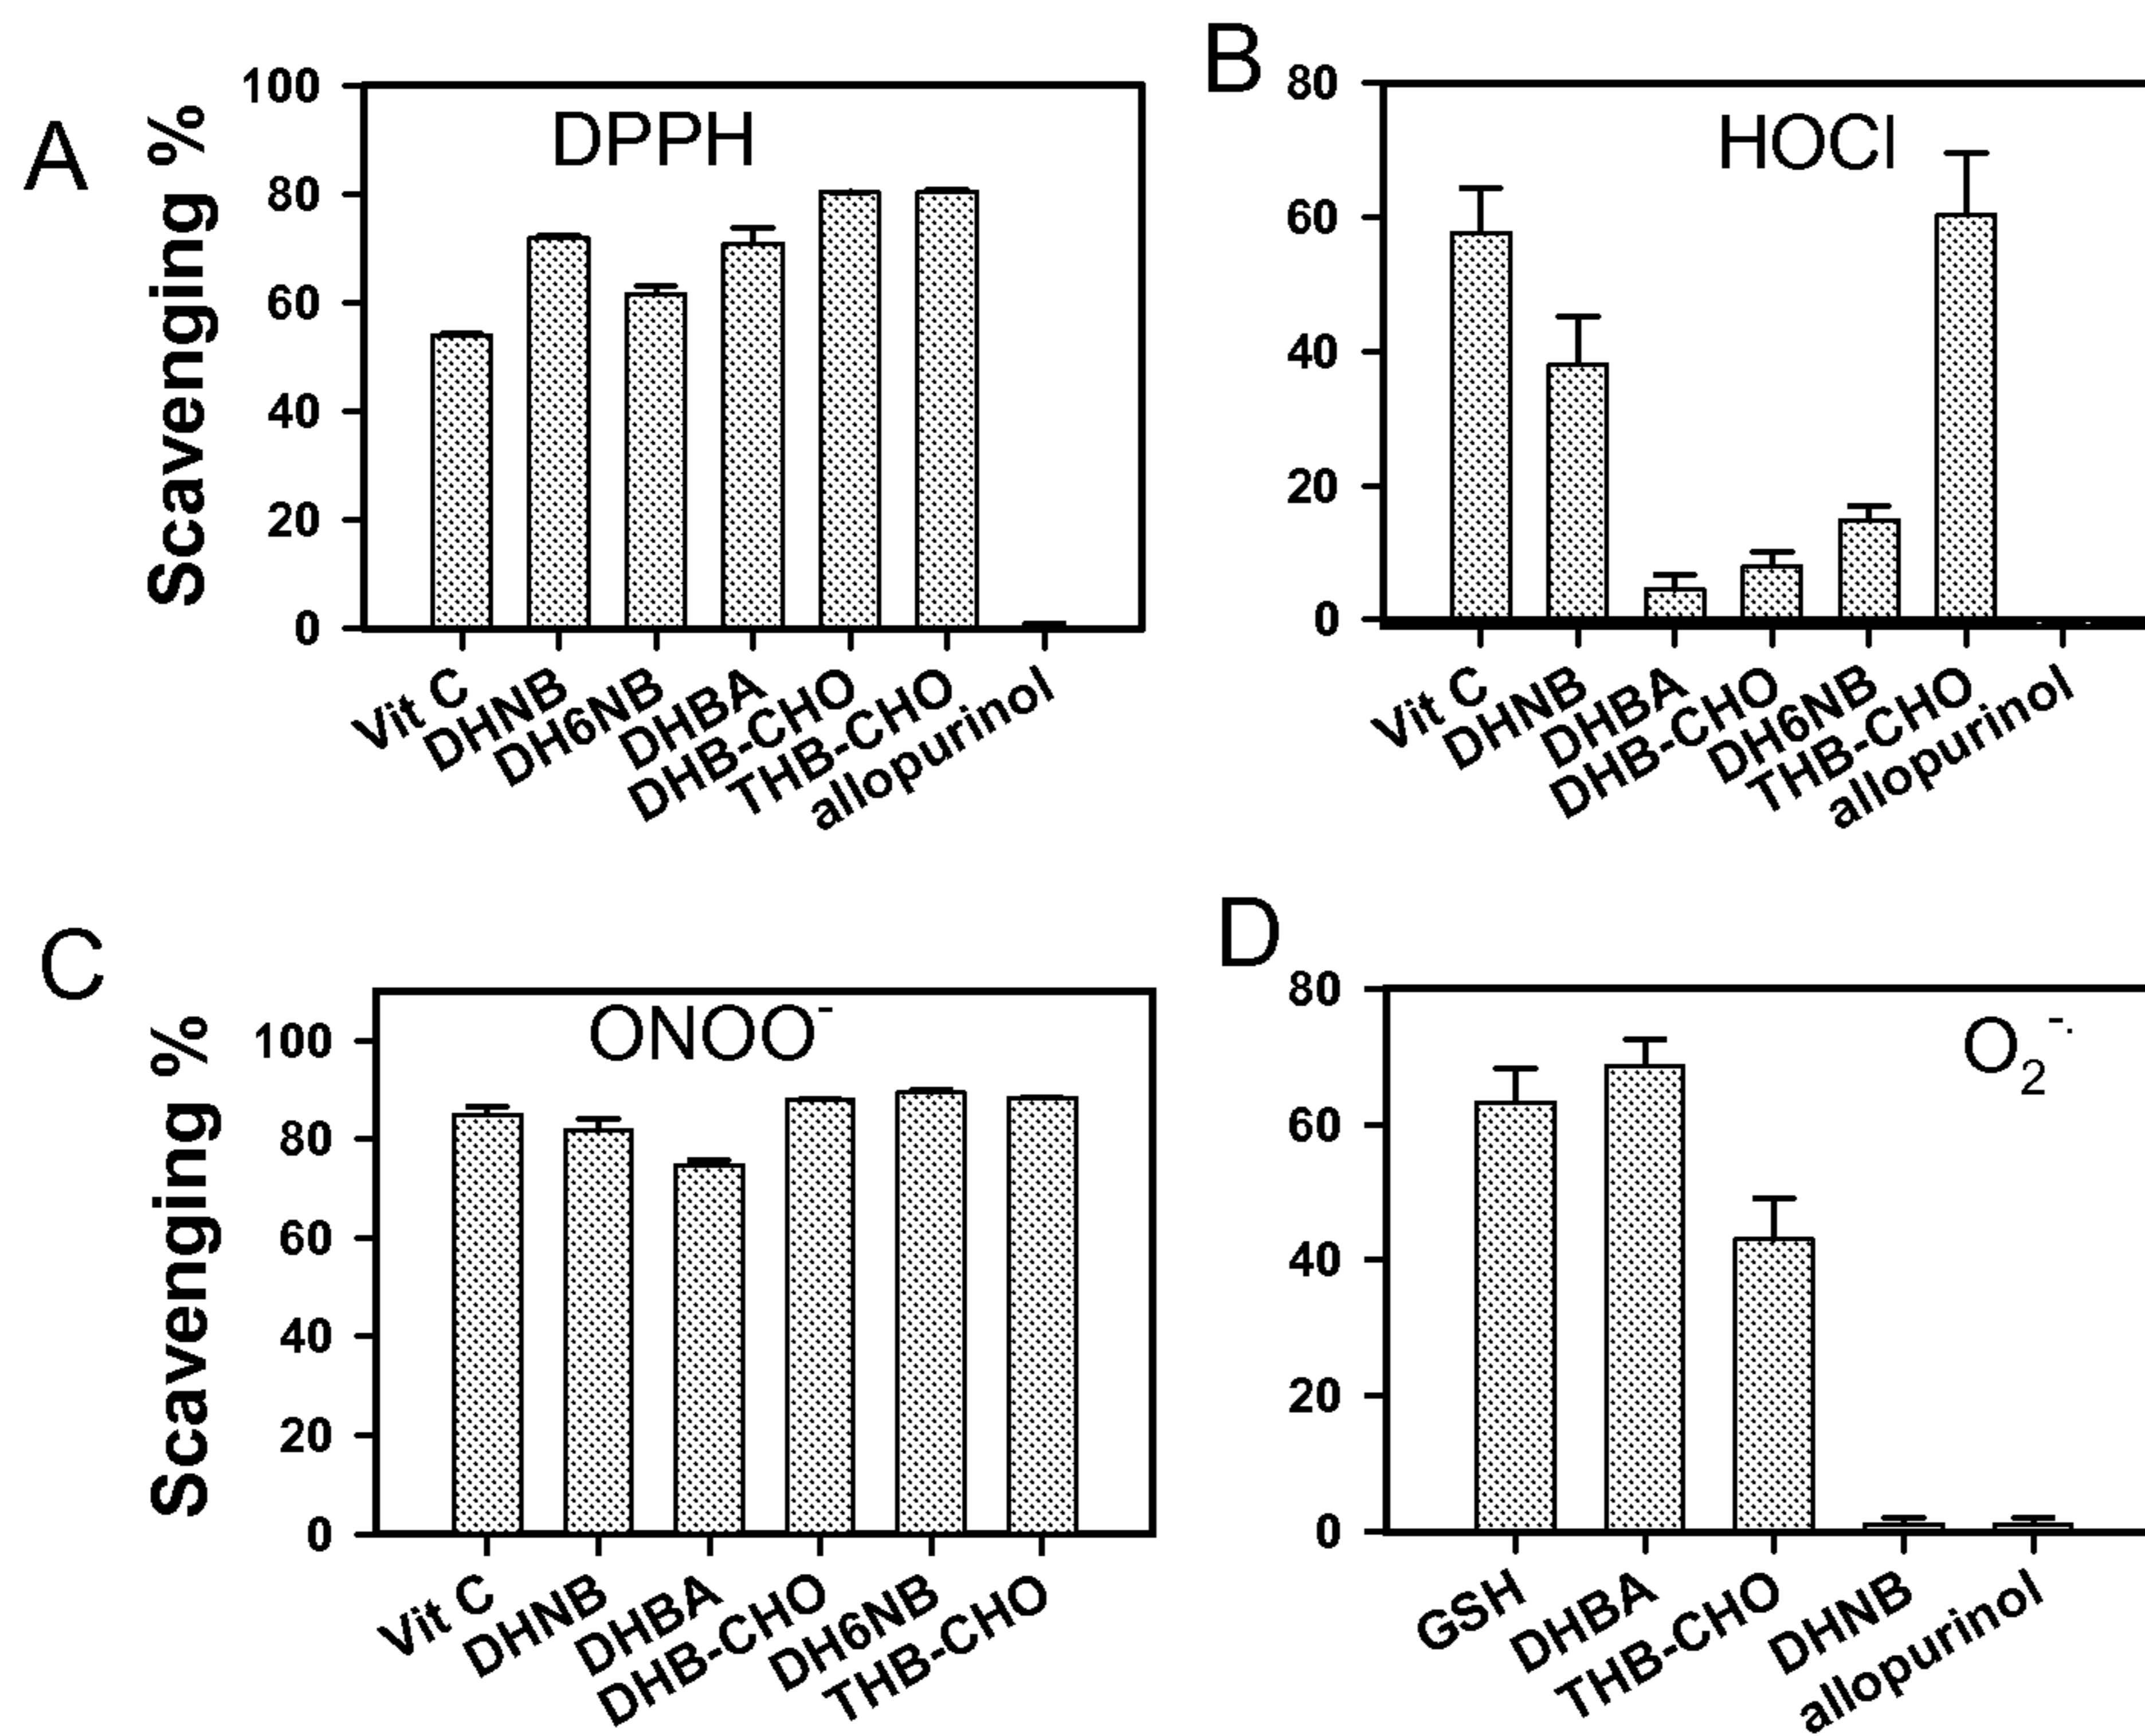 A
Scavenging %
100
80
60
40
20
0
DPPH
Vit C
DHNB
DH6NB
DHBA
DHB-CHO
THB-CHO
allopurinol
B
80
60
40
20
0
HOCl
Vit C
DHNB
DHBA
DHB-CHO
DH6NB
THB-CHO
allopurinol
C
Scavenging %
100
80
60
40
20
0
ONOO⁻
Vit C
DHNB
DHBA
DHB-CHO
DH6NB
THB-CHO
D
80
60
40
20
0
O₂⁻·
GSH
DHBA
THB-CHO
DHNB
allopurinol